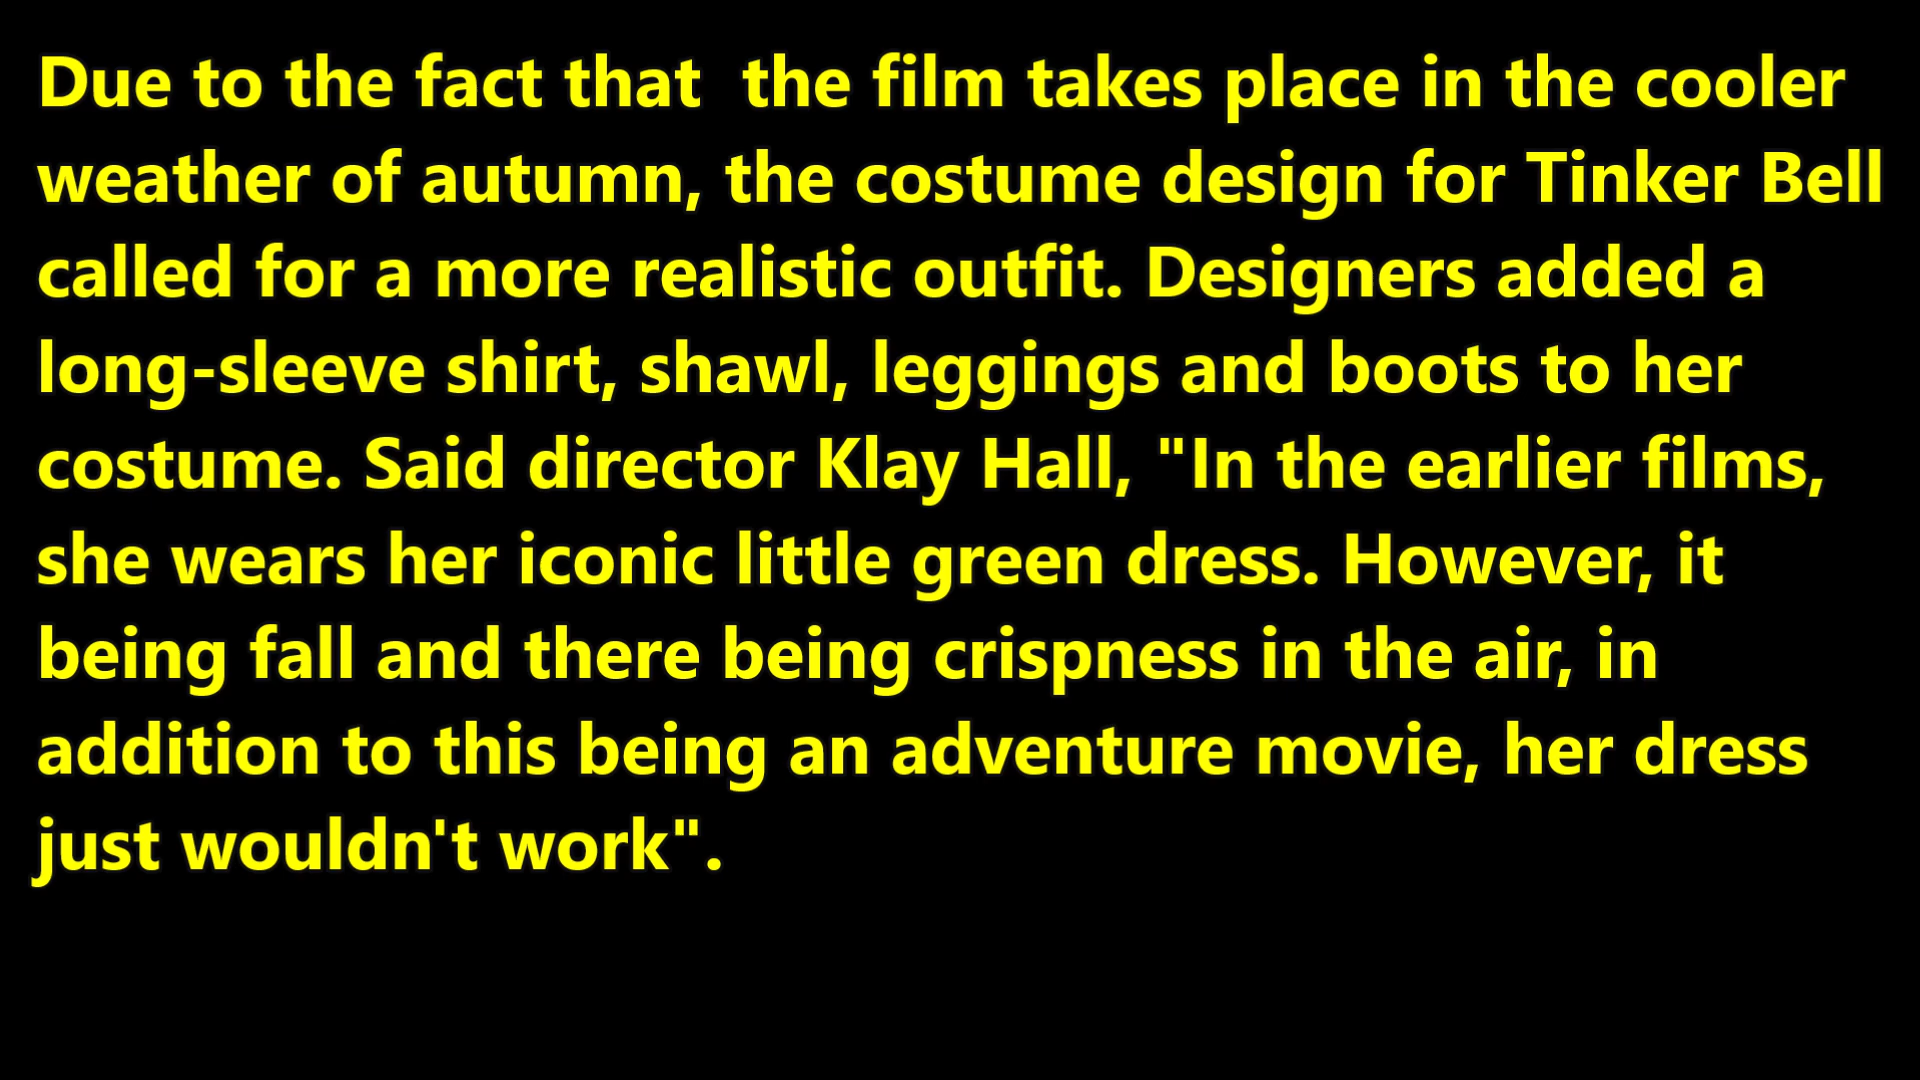 Due to the fact that  the film takes place in the cooler
weather of autumn, the costume design for Tinker Bell
called for a more realistic outfit. Designers added a
long-sleeve shirt, shawl, leggings and boots to her
costume. Said director Klay Hall, "In the earlier films,
she wears her iconic little green dress. However, it
being fall and there being crispness in the air, in
addition to this being an adventure movie, her dress
just wouldn't work".